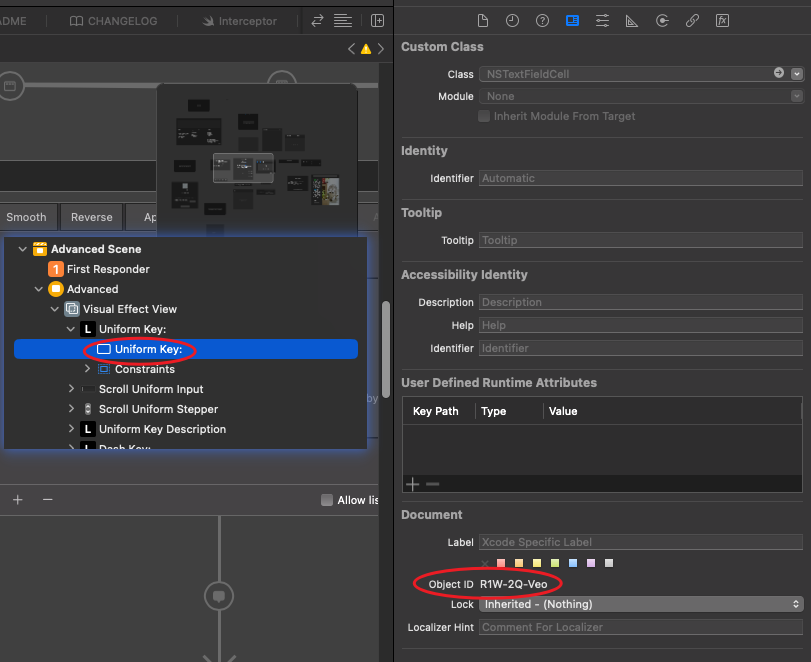 CHANGELOG
Interceptor
Smooth
Reverse
Advanced Scene
1 First Responder
Advanced
Visual Effect View
L Uniform Key:
Uniform Key:
Constraints
Scroll Uniform Input
Scroll Uniform Stepper
L Uniform Key Description
L Dash Key:
by
+ −
Allow lis
Custom Class
Class NSTextFieldCell
Module None
Inherit Module From Target
Identity
Identifier Automatic
Tooltip
Tooltip Tooltip
Accessibility Identity
Description Description
Help Help
Identifier Identifier
User Defined Runtime Attributes
Key Path Type Value
+ −
Document
Label Xcode Specific Label
Object ID R1W-2Q-Veo
Lock Inherited - (Nothing)
Localizer Hint Comment For Localizer